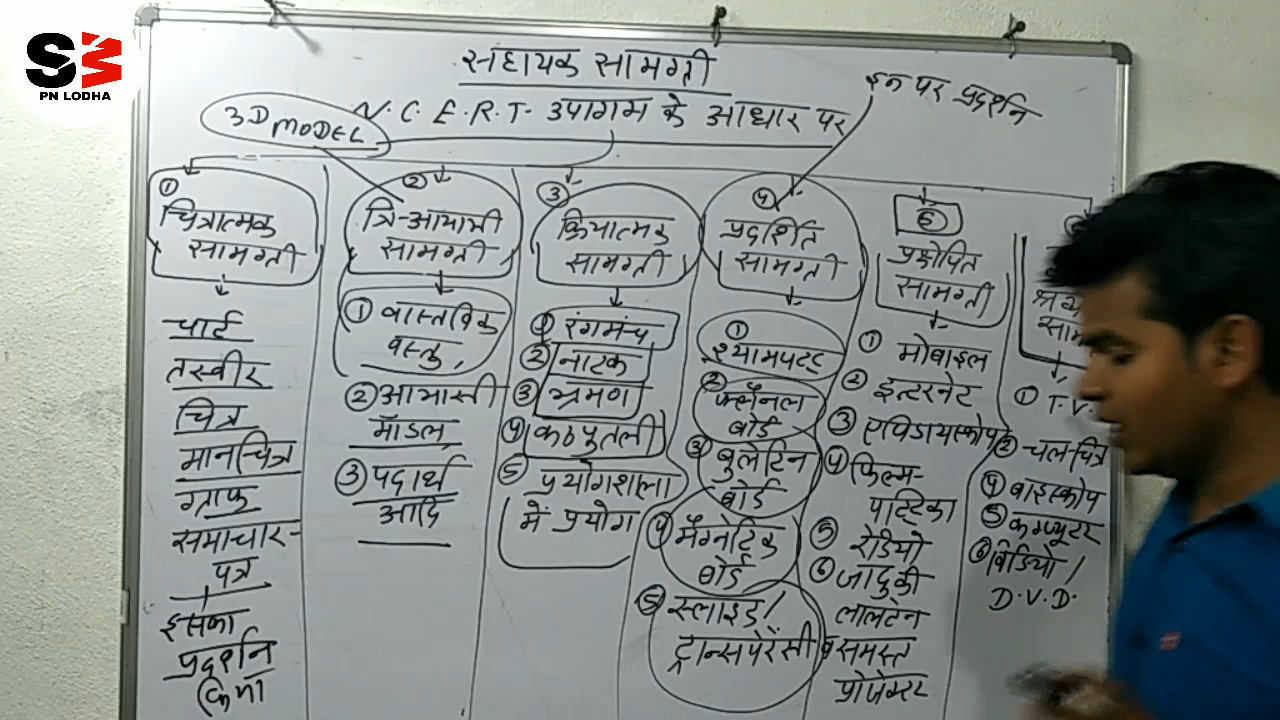 PN LODHA
सहायक सामग्री
N.C.E.R.T. उपागम के आधार पर
इन पर प्रदर्शन
3D MODEL
①
चित्रात्मक
सामग्री
चार्ट
तस्वीर
चित्र
मानचित्र
ग्राफ
समाचार-
पत्र
इसका
प्रदर्शन
②
त्रि-आयामी
सामग्री
① वास्तविक
वस्तु,
② आयामी
मॉडल
③ पदार्थ
आदि
③
क्रियात्मक
सामग्री
① रंगमंच
② नाटक
③ भ्रमण
④ कठपुतली
⑤ प्रयोगशाला
में प्रयोग
④
प्रदर्शित
सामग्री
①
श्यामपट्ट
② फ्लैनल
बोर्ड
③ बुलेटिन
बोर्ड
④ मैग्नेटिक
बोर्ड
⑤ स्लाइड/
ट्रान्सपेरेंसी
प्रक्षेपित
सामग्री
① मोबाइल
② इन्टरनेट
③ एपिडायस्कोप
④ फिल्म-
पट्टिका
⑤ रेडियो
⑥ जादुकी
लालटेन
व समस्त
प्रोजेक्टर
① T.V.
② चलचित्र
④ बाइस्कोप
⑤ कम्प्यूटर
⑥ विडियो/
D.V.D.